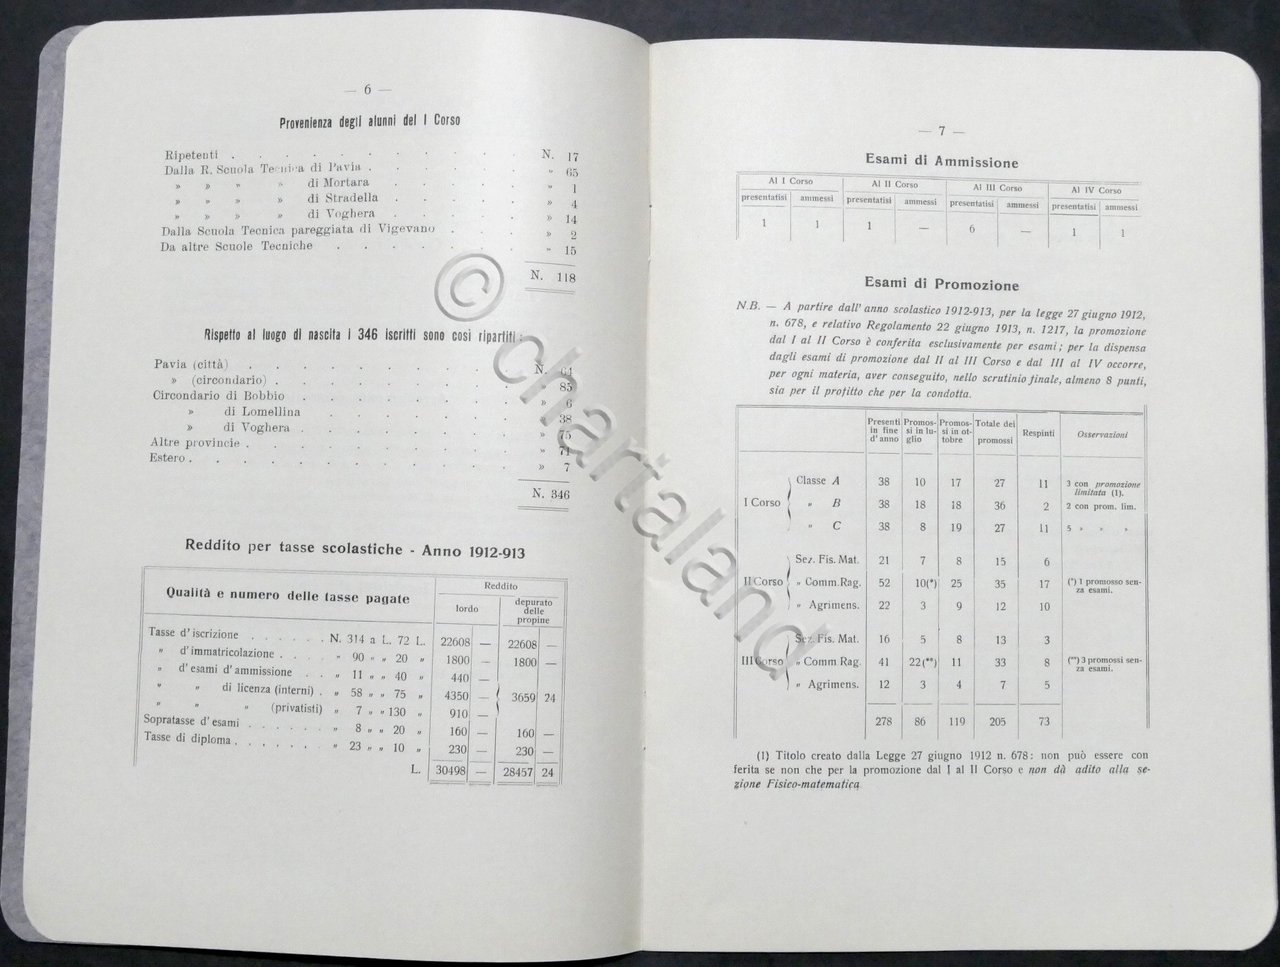 — 6 —
Provenienza degli alunni del I Corso
Ripetenti . . . . . . . . . N. 17
Dalla R. Scuola Tecnica di Pavia . . . . . . » 65
» » » » di Mortara . . . . . » 1
» » » » di Stradella . . . . . » 4
» » » » di Voghera . . . . . » 14
Dalla Scuola Tecnica pareggiata di Vigevano . . . » 2
Da altre Scuole Tecniche . . . . . . » 15
N. 118
Rispetto al luogo di nascita i 346 iscritti sono così ripartiti:
Pavia (città) . . . . . . . . . N. 64
» (circondario) . . . . . . . . 85
Circondario di Bobbio . . . . . . . » 6
» di Lomellina . . . . . . » 38
» di Voghera . . . . . . . » 75
Altre provincie . . . . . . . . . » 71
Estero . . . . . . . . . . . » 7
N. 346
Reddito per tasse scolastiche - Anno 1912-913
Qualità e numero delle tasse pagate
Reddito
lordo
depurato delle propine
Tasse d'iscrizione . . . . . . N. 314 a L. 72 L. 22608 — 22608 —
„ d'immatricolazione . . . . „ 90 „ „ 20 „ 1800 — 1800 —
„ d'esami d'ammissione . . . „ 11 „ „ 40 „ 440 —
„ „ di licenza (interni) . „ 58 „ „ 75 „ 4350 — 3659 24
„ „ „ (privatisti) „ 7 „ „ 130 „ 910 —
Sopratasse d'esami . . . . . . „ 8 „ „ 20 „ 160 — 160 —
Tasse di diploma . . . . . . . „ 23 „ „ 10 „ 230 — 230 —
L. 30498 — 28457 24
— 7 —
Esami di Ammissione
Al I Corso Al II Corso Al III Corso Al IV Corso
presentatisi ammessi presentatisi ammessi presentatisi ammessi presentatisi ammessi
1 1 1 — 6 — 1 1
Esami di Promozione
N.B. — A partire dall'anno scolastico 1912-913, per la legge 27 giugno 1912,
n. 678, e relativo Regolamento 22 giugno 1913, n. 1217, la promozione
dal I al II Corso è conferita esclusivamente per esami; per la dispensa
dagli esami di promozione dal II al III Corso e dal III al IV occorre,
per ogni materia, aver conseguito, nello scrutinio finale, almeno 8 punti,
sia per il profitto che per la condotta.
Presenti in fine d'anno
Promossi in luglio
Promossi in ottobre
Totale dei promossi
Respinti
Osservazioni
I Corso
Classe A 38 10 17 27 11 3 con promozione limitata (1).
„ B 38 18 18 36 2 2 con prom. lim.
„ C 38 8 19 27 11 5 „ „ „
II Corso
Sez. Fis. Mat. 21 7 8 15 6
„ Comm. Rag. 52 10(*) 25 35 17 (*) 1 promosso senza esami.
„ Agrimens. 22 3 9 12 10
III Corso
Sez. Fis. Mat. 16 5 8 13 3
„ Comm Rag. 41 22(**) 11 33 8 (**) 3 promossi senza esami.
„ Agrimens. 12 3 4 7 5
278 86 119 205 73
(1) Titolo creato dalla Legge 27 giugno 1912 n. 678: non può essere con
ferita se non che per la promozione dal I al II Corso e non dà adito alla se-
zione Fisico-matematica
© chartaland